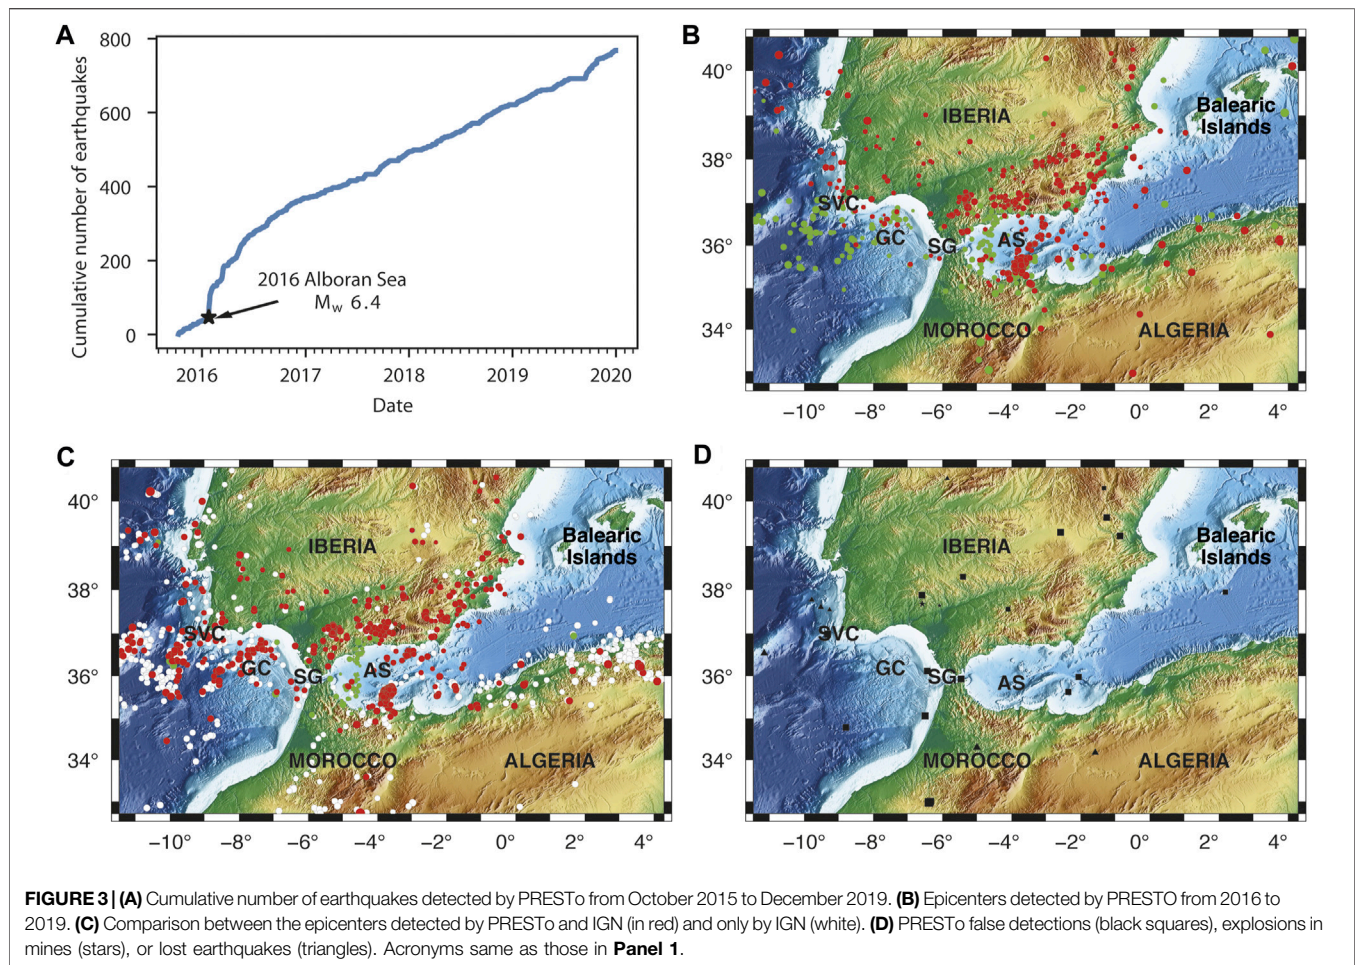 A
Cumulative number of earthquakes
800
600
400
200
0
2016 Alboran Sea
Mw 6.4
2016 2017 2018 2019 2020
Date
B
40°
38°
36°
34°
IBERIA
Balearic
Islands
SVC
GC
SG
AS
MOROCCO
ALGERIA
−10° −8° −6° −4° −2° 0° 2° 4°
C
40°
38°
36°
34°
IBERIA
Balearic
Islands
SVC
GC
SG
AS
MOROCCO
ALGERIA
−10° −8° −6° −4° −2° 0° 2° 4°
D
40°
38°
36°
34°
IBERIA
Balearic
Islands
SVC
GC
SG
AS
MOROCCO
ALGERIA
−10° −8° −6° −4° −2° 0° 2° 4°
FIGURE 3 | (A) Cumulative number of earthquakes detected by PRESTo from October 2015 to December 2019. (B) Epicenters detected by PRESTO from 2016 to
2019. (C) Comparison between the epicenters detected by PRESTo and IGN (in red) and only by IGN (white). (D) PRESTo false detections (black squares), explosions in
mines (stars), or lost earthquakes (triangles). Acronyms same as those in Panel 1.